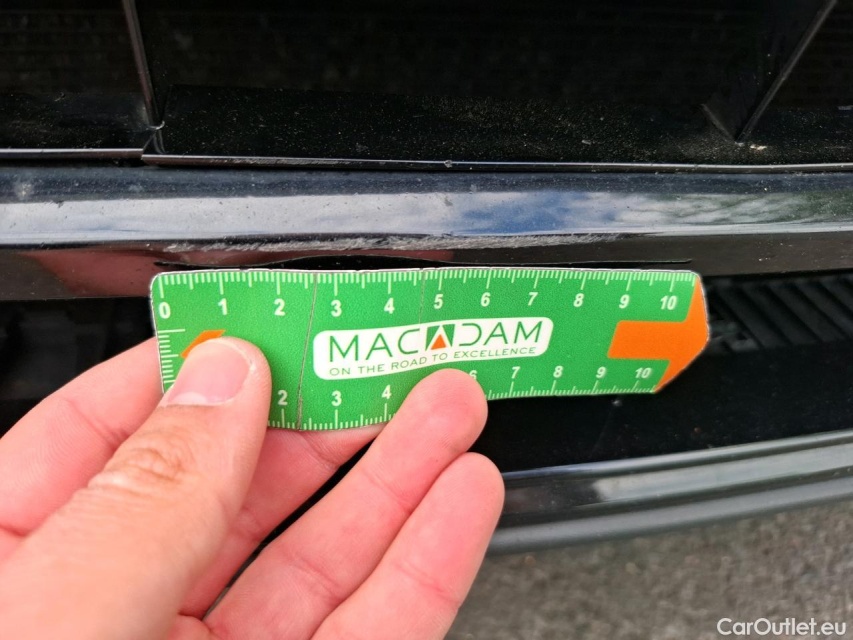 0 1 2 3 4 5 6 7 8 9 10
MACADAM
ON THE ROAD TO EXCELLENCE
2 3 4 6 7 8 9 10
CarOutlet.eu